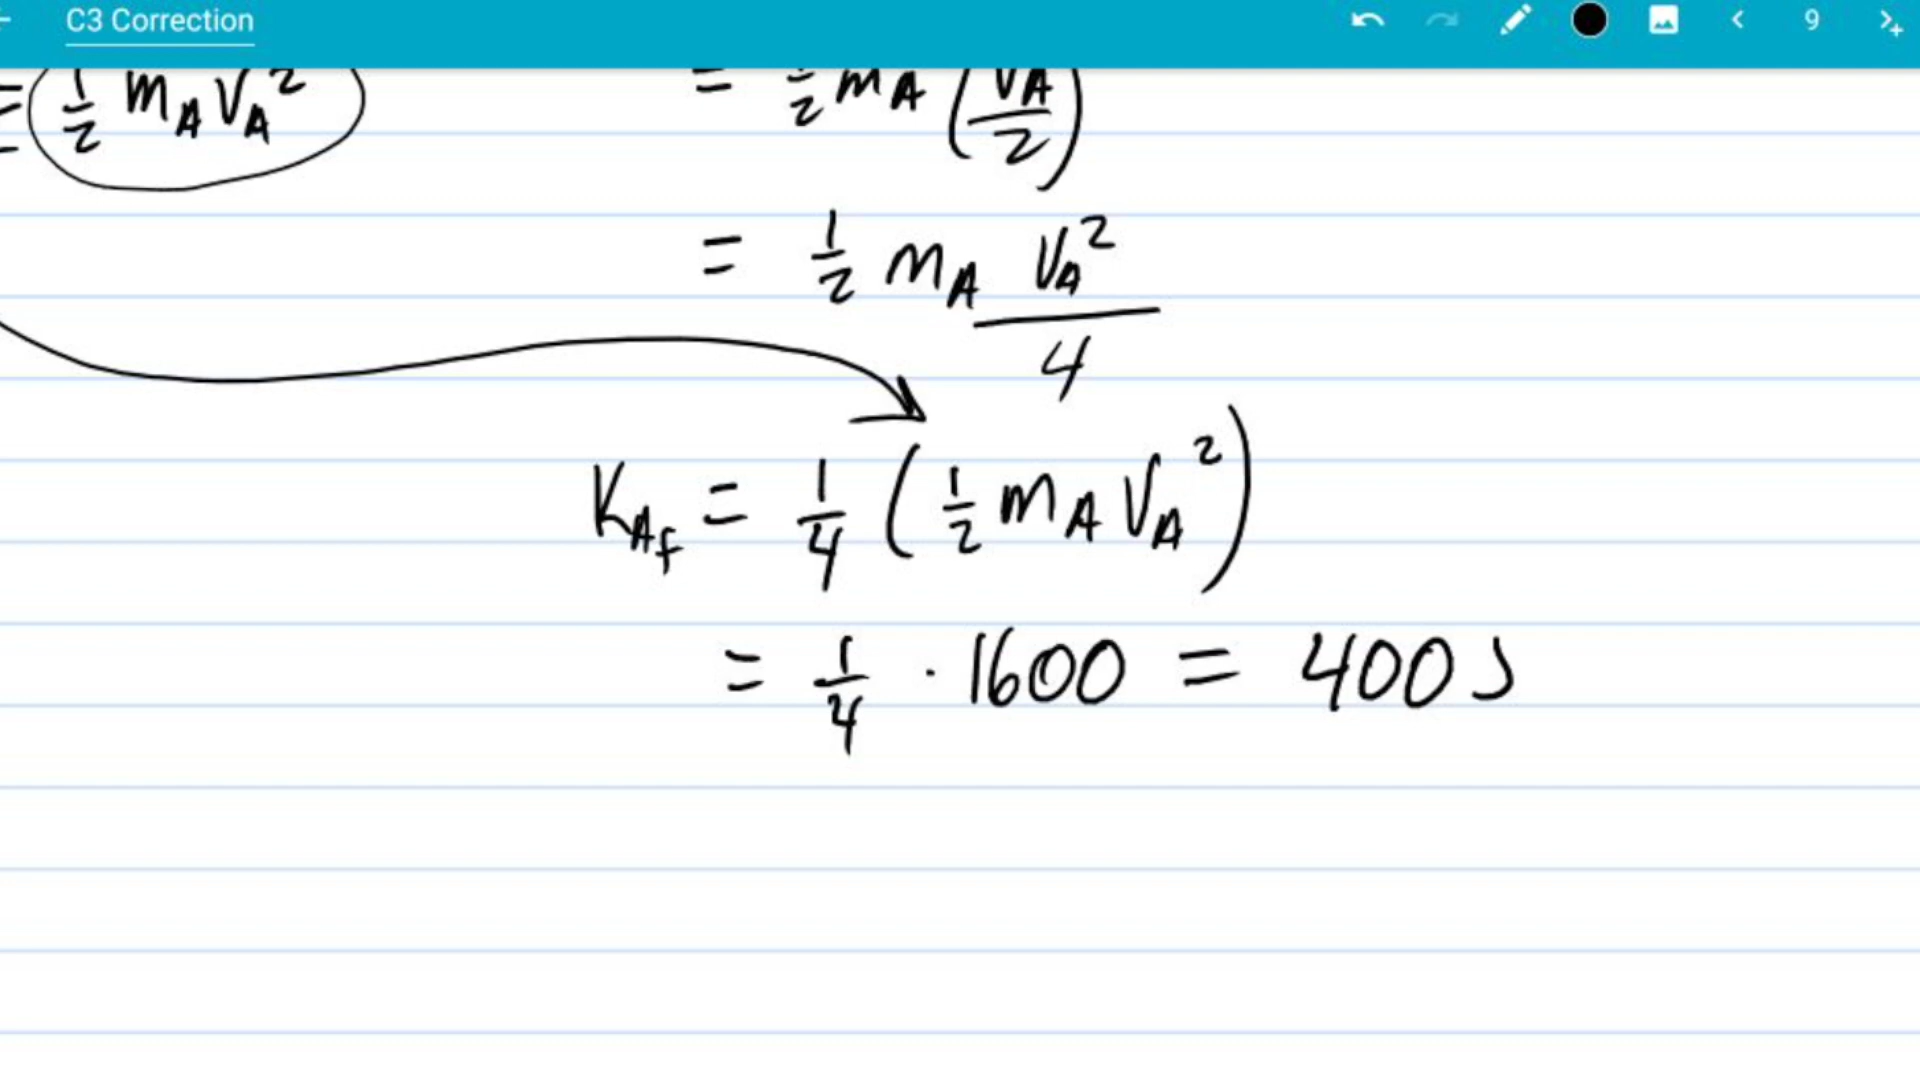 C3 Correction 9
= 1/2 mA VA²
= 1/2 mA (VA/2)
= 1/2 mA VA²/4
KAf = 1/4 (1/2 mA VA²)
= 1/4 · 1600 = 400 J